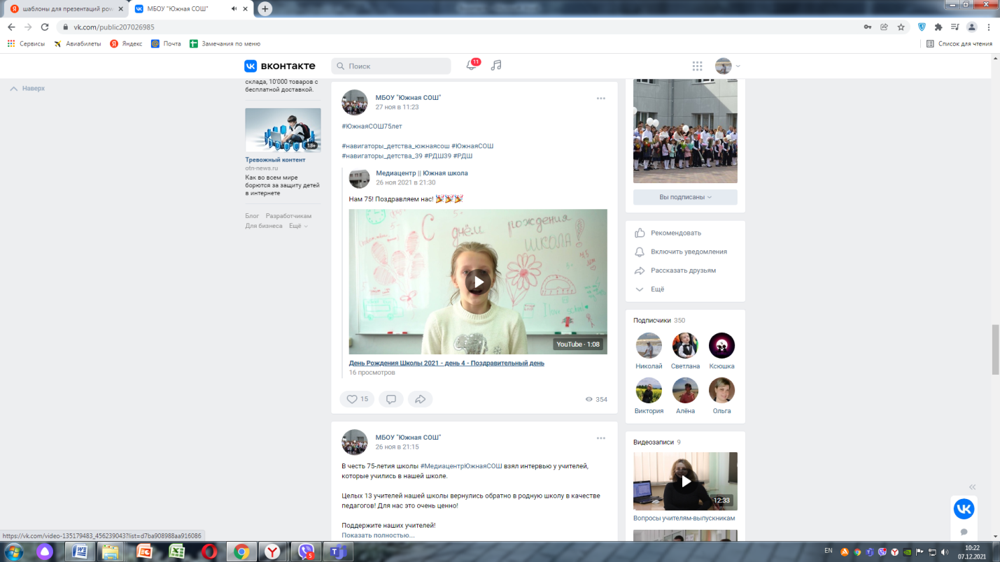 шаблоны для презентаций pow
МБОУ "Южная СОШ"
vk.com/public207026985
Сервисы
Авиабилеты
Яндекс
Почта
Замечания по меню
Список для чтения
вконтакте
Поиск
11
Наверх
склада, 10'000 товаров с
бесплатной доставкой.
18+
Тревожный контент
otn-news.ru
Как во всем мире
борются за защиту детей
в интернете
Блог Разработчикам
Для бизнеса Ещё
МБОУ "Южная СОШ"
27 ноя в 11:23
#ЮжнаяСОШ75лет
#навигаторы_детства_южнаясош #ЮжнаяСОШ
#навигаторы_детства_39 #РДШ39 #РДШ
Медиацентр || Южная школа
26 ноя 2021 в 21:30
Нам 75! Поздравляем нас!
С днём рождения
школа!
I love school
YouTube · 1:08
День Рождения Школы 2021 - день 4 - Поздравительный день
16 просмотров
15
354
МБОУ "Южная СОШ"
26 ноя в 21:15
В честь 75-летия школы #МедиацентрЮжнаяСОШ взял интервью у учителей,
которые учились в нашей школе.
Целых 13 учителей нашей школы вернулись обратно в родную школу в качестве
педагогов! Для нас это очень ценно!
Поддержите наших учителей!
Показать полностью...
Вы подписаны
Рекомендовать
Включить уведомления
Рассказать друзьям
Ещё
Подписчики 350
Николай Светлана Ксюшка
Виктория Алёна Ольга
Видеозаписи 9
12:33
Вопросы учителям-выпускникам
https://vk.com/video-135179483_456239043?list=d7ba908988aa916086
5
EN
10:22
07.12.2021